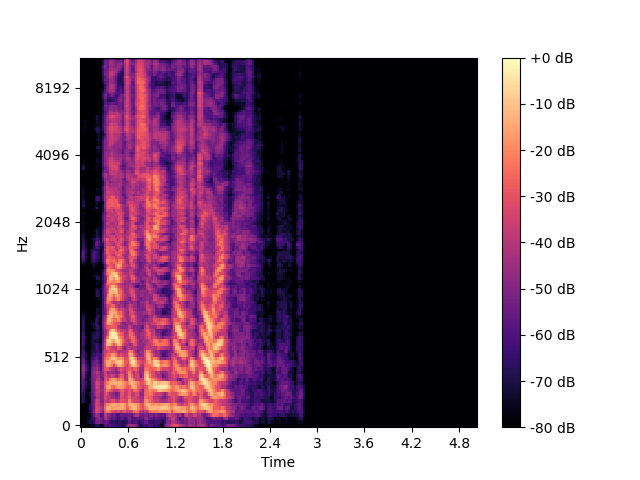 8192
4096
2048
1024
512
0
Hz
0 0.6 1.2 1.8 2.4 3 3.6 4.2 4.8
Time
+0 dB
-10 dB
-20 dB
-30 dB
-40 dB
-50 dB
-60 dB
-70 dB
-80 dB